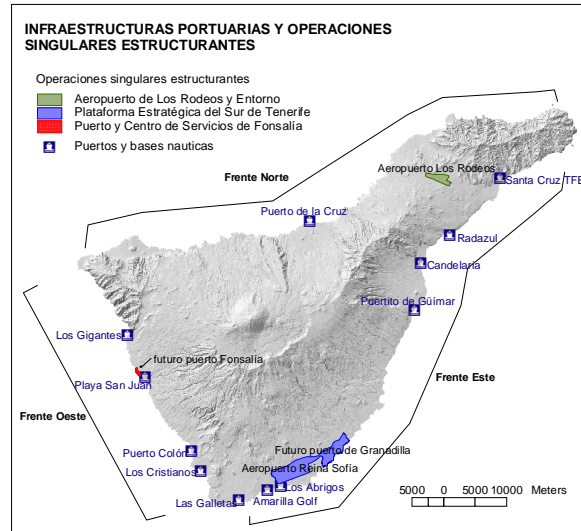 INFRAESTRUCTURAS PORTUARIAS Y OPERACIONES
SINGULARES ESTRUCTURANTES
Operaciones singulares estructurantes
Aeropuerto de Los Rodeos y Entorno
Plataforma Estratégica del Sur de Tenerife
Puerto y Centro de Servicios de Fonsalía
Puertos y bases nauticas
Frente Norte
Aeropuerto Los Rodeos
Santa Cruz TFE
Puerto de la Cruz
Radazul
Candelaria
Puertito de Güímar
Los Gigantes
futuro puerto Fonsalía
Playa San Juan
Frente Este
Frente Oeste
Puerto Colón
Futuro puerto de Granadilla
Los Cristianos
Aeropuerto Reina Sofía
Los Abrigos
Las Galletas
Amarilla Golf
5000 0 5000 10000 Meters